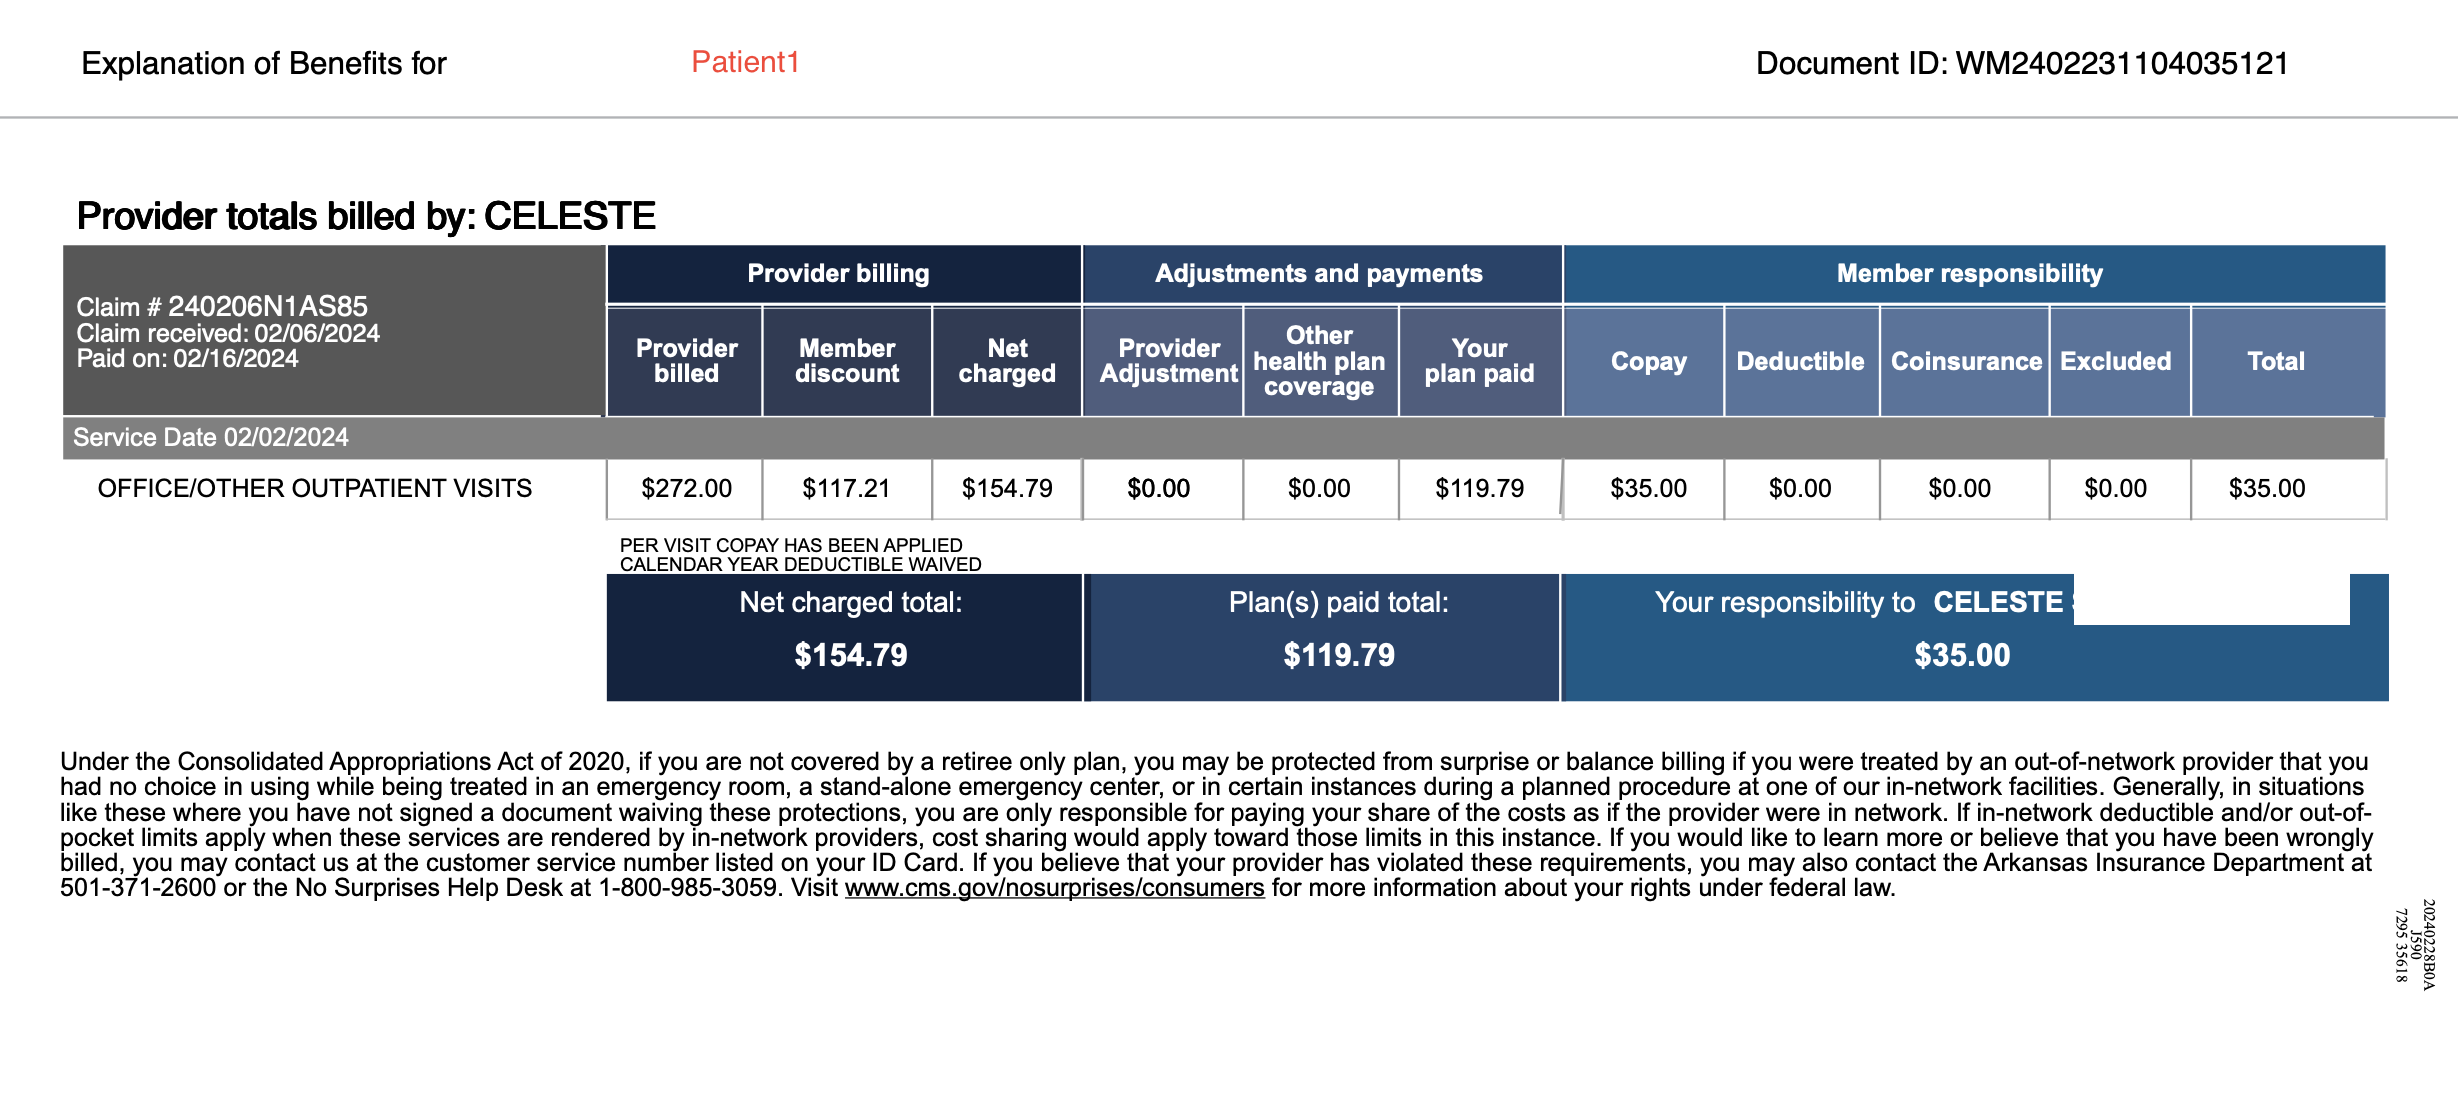 Explanation of Benefits for Patient1 Document ID: WM2402231104035121
Provider totals billed by: CELESTE
Claim # 240206N1AS85
Claim received: 02/06/2024
Paid on: 02/16/2024
Provider billing Adjustments and payments Member responsibility
Provider billed Member discount Net charged Provider Adjustment Other health plan coverage Your plan paid Copay Deductible Coinsurance Excluded Total
Service Date 02/02/2024
OFFICE/OTHER OUTPATIENT VISITS $272.00 $117.21 $154.79 $0.00 $0.00 $119.79 $35.00 $0.00 $0.00 $0.00 $35.00
PER VISIT COPAY HAS BEEN APPLIED
CALENDAR YEAR DEDUCTIBLE WAIVED
Net charged total: Plan(s) paid total: Your responsibility to CELESTE
$154.79 $119.79 $35.00
Under the Consolidated Appropriations Act of 2020, if you are not covered by a retiree only plan, you may be protected from surprise or balance billing if you were treated by an out-of-network provider that you
had no choice in using while being treated in an emergency room, a stand-alone emergency center, or in certain instances during a planned procedure at one of our in-network facilities. Generally, in situations
like these where you have not signed a document waiving these protections, you are only responsible for paying your share of the costs as if the provider were in network. If in-network deductible and/or out-of-
pocket limits apply when these services are rendered by in-network providers, cost sharing would apply toward those limits in this instance. If you would like to learn more or believe that you have been wrongly
billed, you may contact us at the customer service number listed on your ID Card. If you believe that your provider has violated these requirements, you may also contact the Arkansas Insurance Department at
501-371-2600 or the No Surprises Help Desk at 1-800-985-3059. Visit www.cms.gov/nosurprises/consumers for more information about your rights under federal law.
20240228B0A
J590
7295 35618